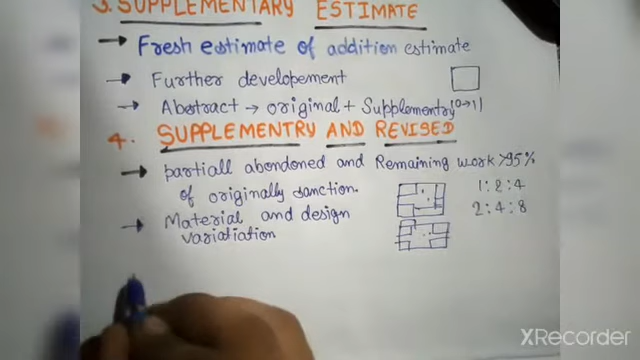 3. SUPPLEMENTARY ESTIMATE
Fresh estimate of addition estimate
Further developement
Abstract → original + Supplementry
4. SUPPLEMENTRY AND REVISED
partiall abondoned and Remaining work >95%
of originally sanction.
1:2:4
2:4:8
Material and design
variatiation
XRecorder